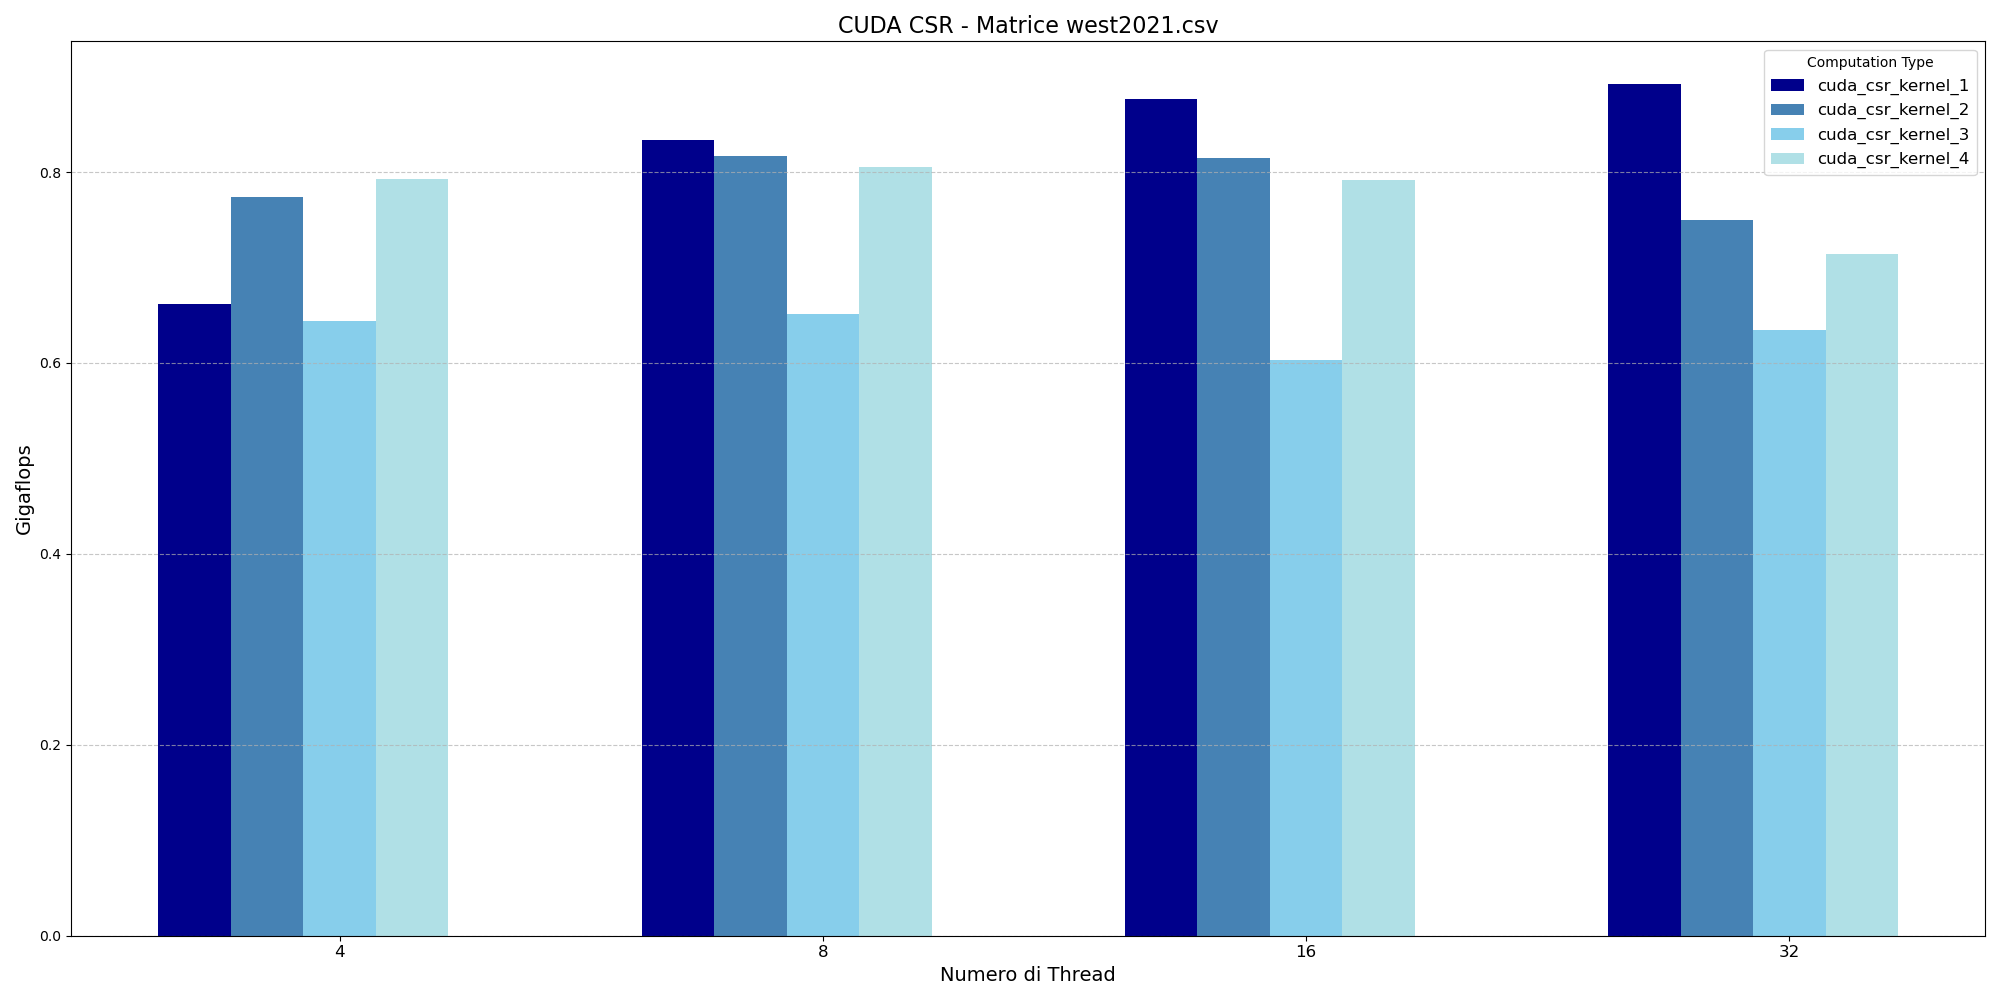 CUDA CSR - Matrice west2021.csv
Computation Type
cuda_csr_kernel_1
cuda_csr_kernel_2
cuda_csr_kernel_3
cuda_csr_kernel_4
Gigaflops
0.8
0.6
0.4
0.2
0.0
4
8
16
32
Numero di Thread